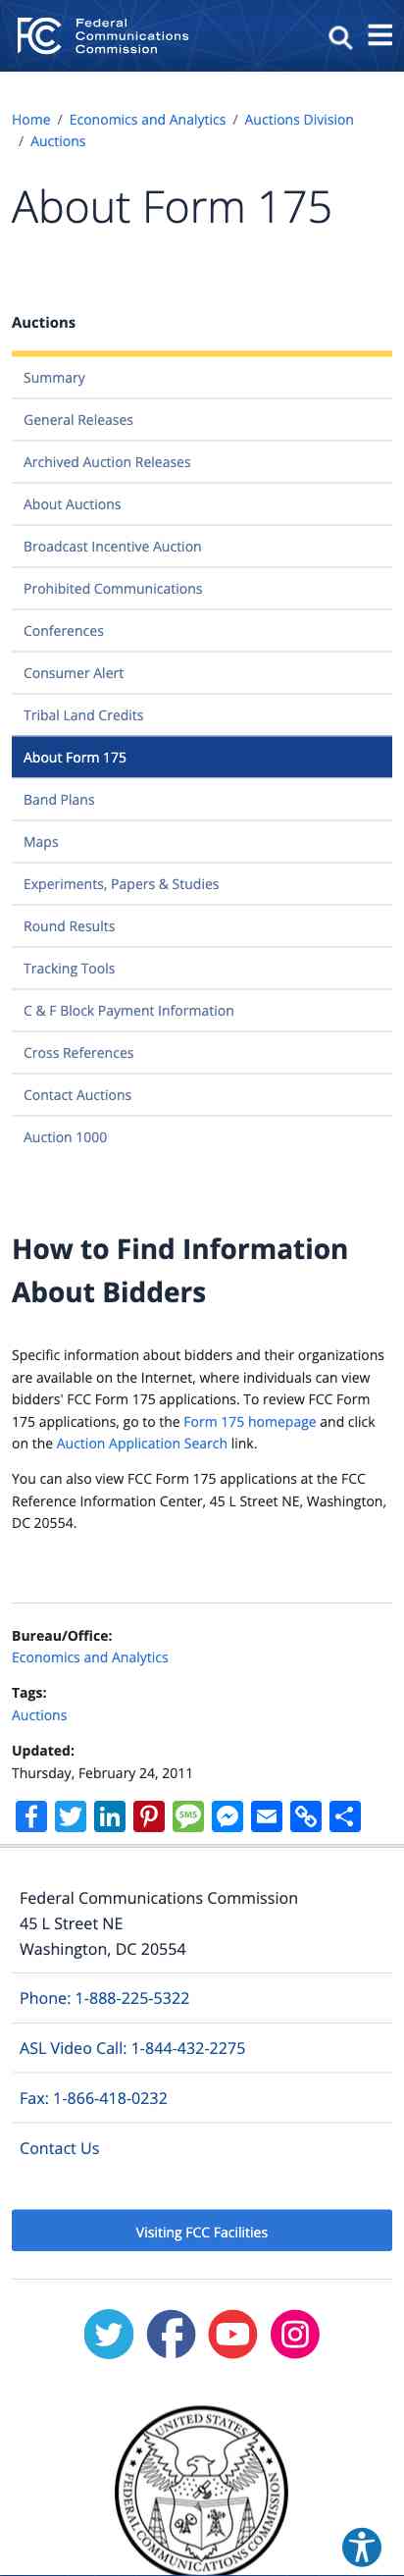 FCC Federal
Communications
Commission
Home / Economics and Analytics / Auctions Division
/ Auctions
About Form 175
Auctions
Summary
General Releases
Archived Auction Releases
About Auctions
Broadcast Incentive Auction
Prohibited Communications
Conferences
Consumer Alert
Tribal Land Credits
About Form 175
Band Plans
Maps
Experiments, Papers & Studies
Round Results
Tracking Tools
C & F Block Payment Information
Cross References
Contact Auctions
Auction 1000
How to Find Information
About Bidders
Specific information about bidders and their organizations
are available on the Internet, where individuals can view
bidders' FCC Form 175 applications. To review FCC Form
175 applications, go to the Form 175 homepage and click
on the Auction Application Search link.
You can also view FCC Form 175 applications at the FCC
Reference Information Center, 45 L Street NE, Washington,
DC 20554.
Bureau/Office:
Economics and Analytics
Tags:
Auctions
Updated:
Thursday, February 24, 2011
SMS
Federal Communications Commission
45 L Street NE
Washington, DC 20554
Phone: 1-888-225-5322
ASL Video Call: 1-844-432-2275
Fax: 1-866-418-0232
Contact Us
Visiting FCC Facilities
UNITED STATES
FEDERAL COMMUNICATIONS COMMISSION